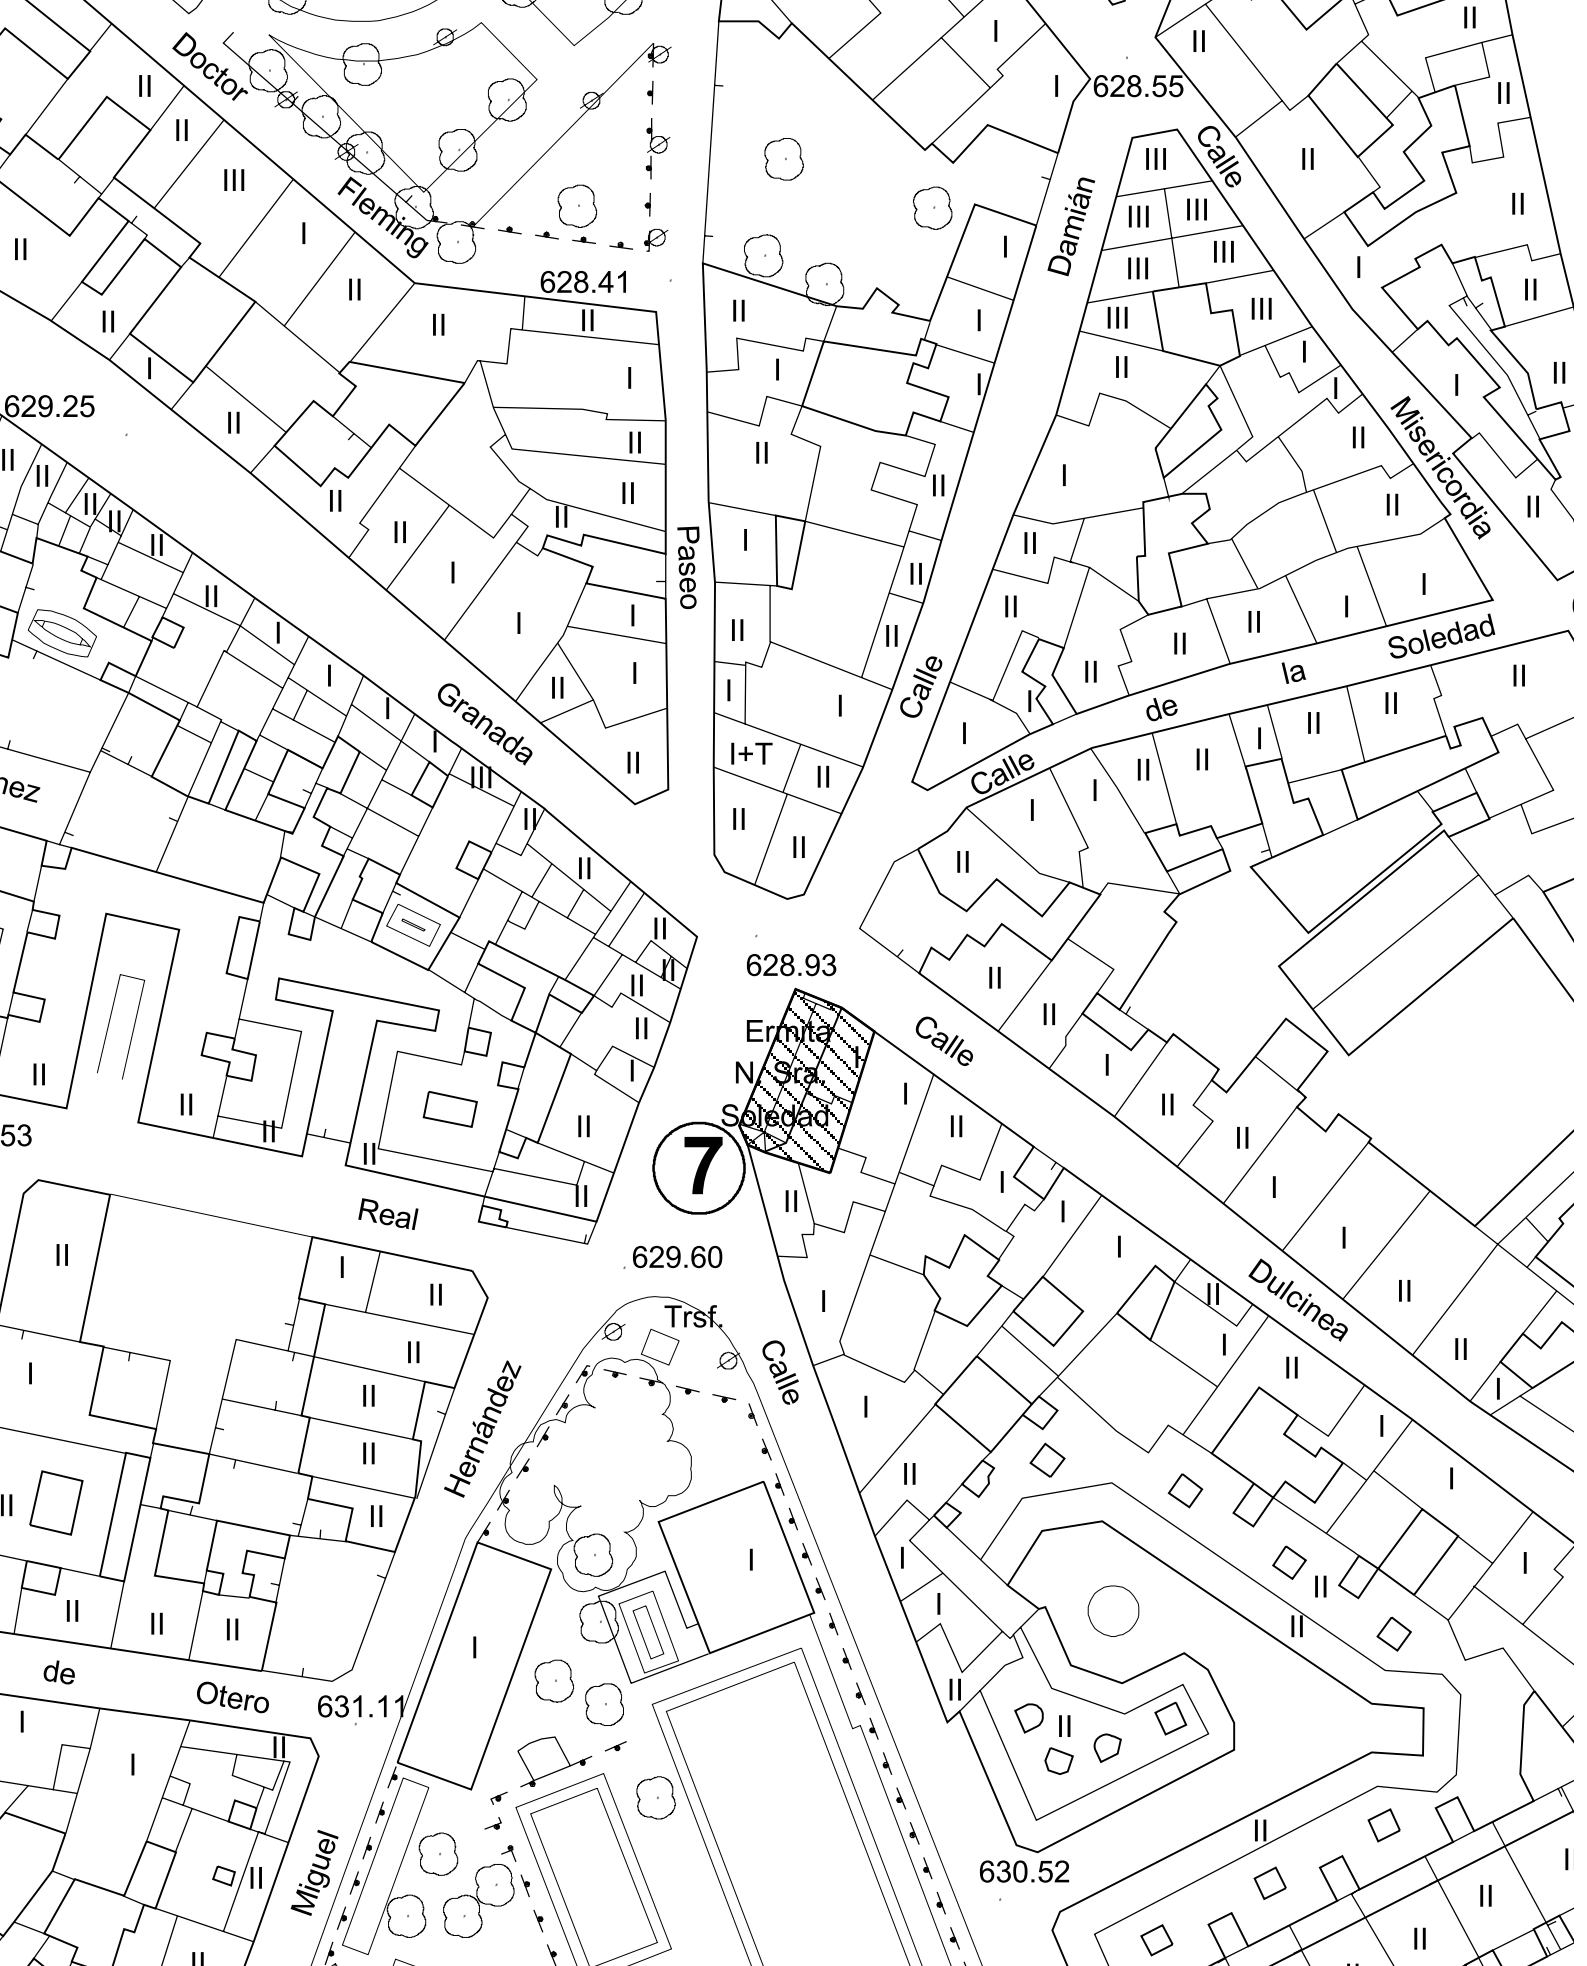 Doctor
Fleming
628.55
Calle
Damián
628.41
629.25
Misericordia
Paseo
Granada
Calle
Calle
de
la
Soledad
I+T
nez
628.93
Ermita
N. Sra.
Soledad
Calle
Dulcinea
53
7
Real
629.60
Trsf.
Calle
Hernández
de
Otero
631.11
Miguel
630.52
II
III
I